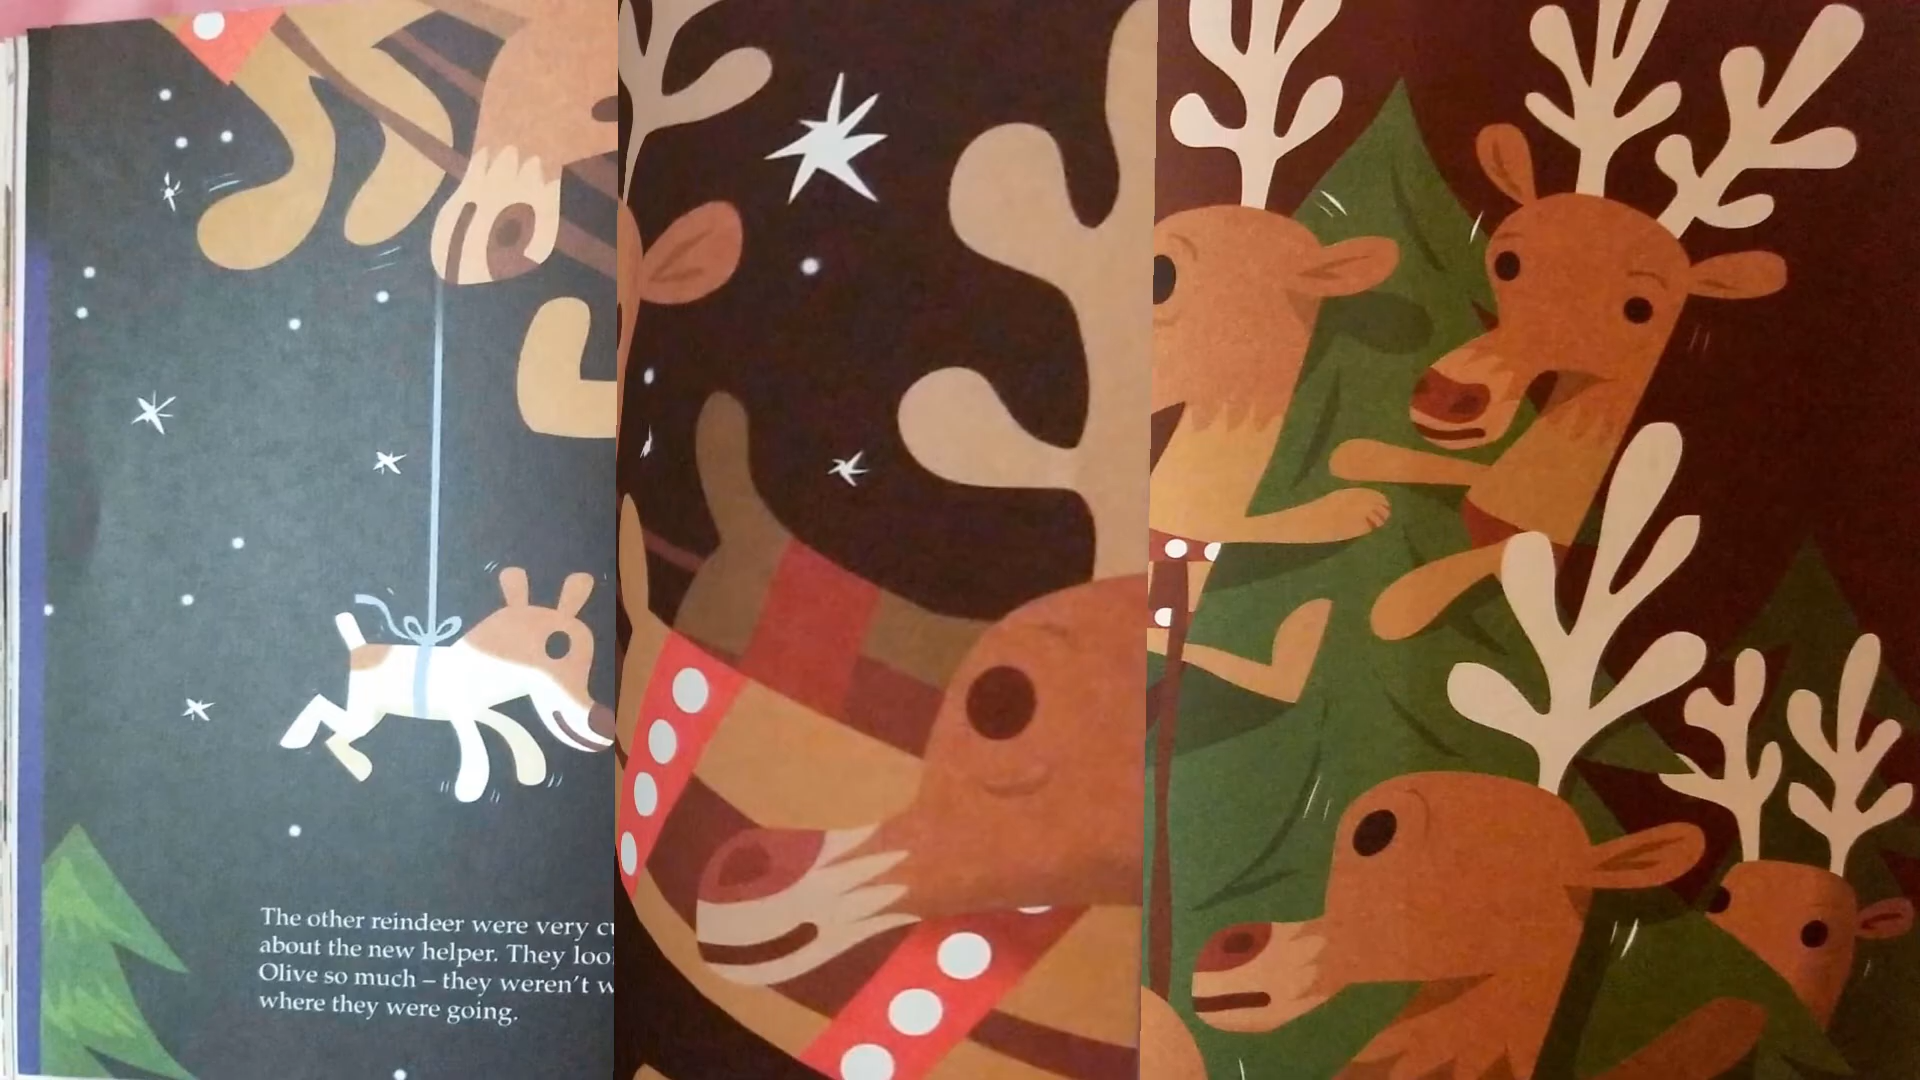 The other reindeer were very
about the new helper. They
Olive so much – they weren't
where they were going.